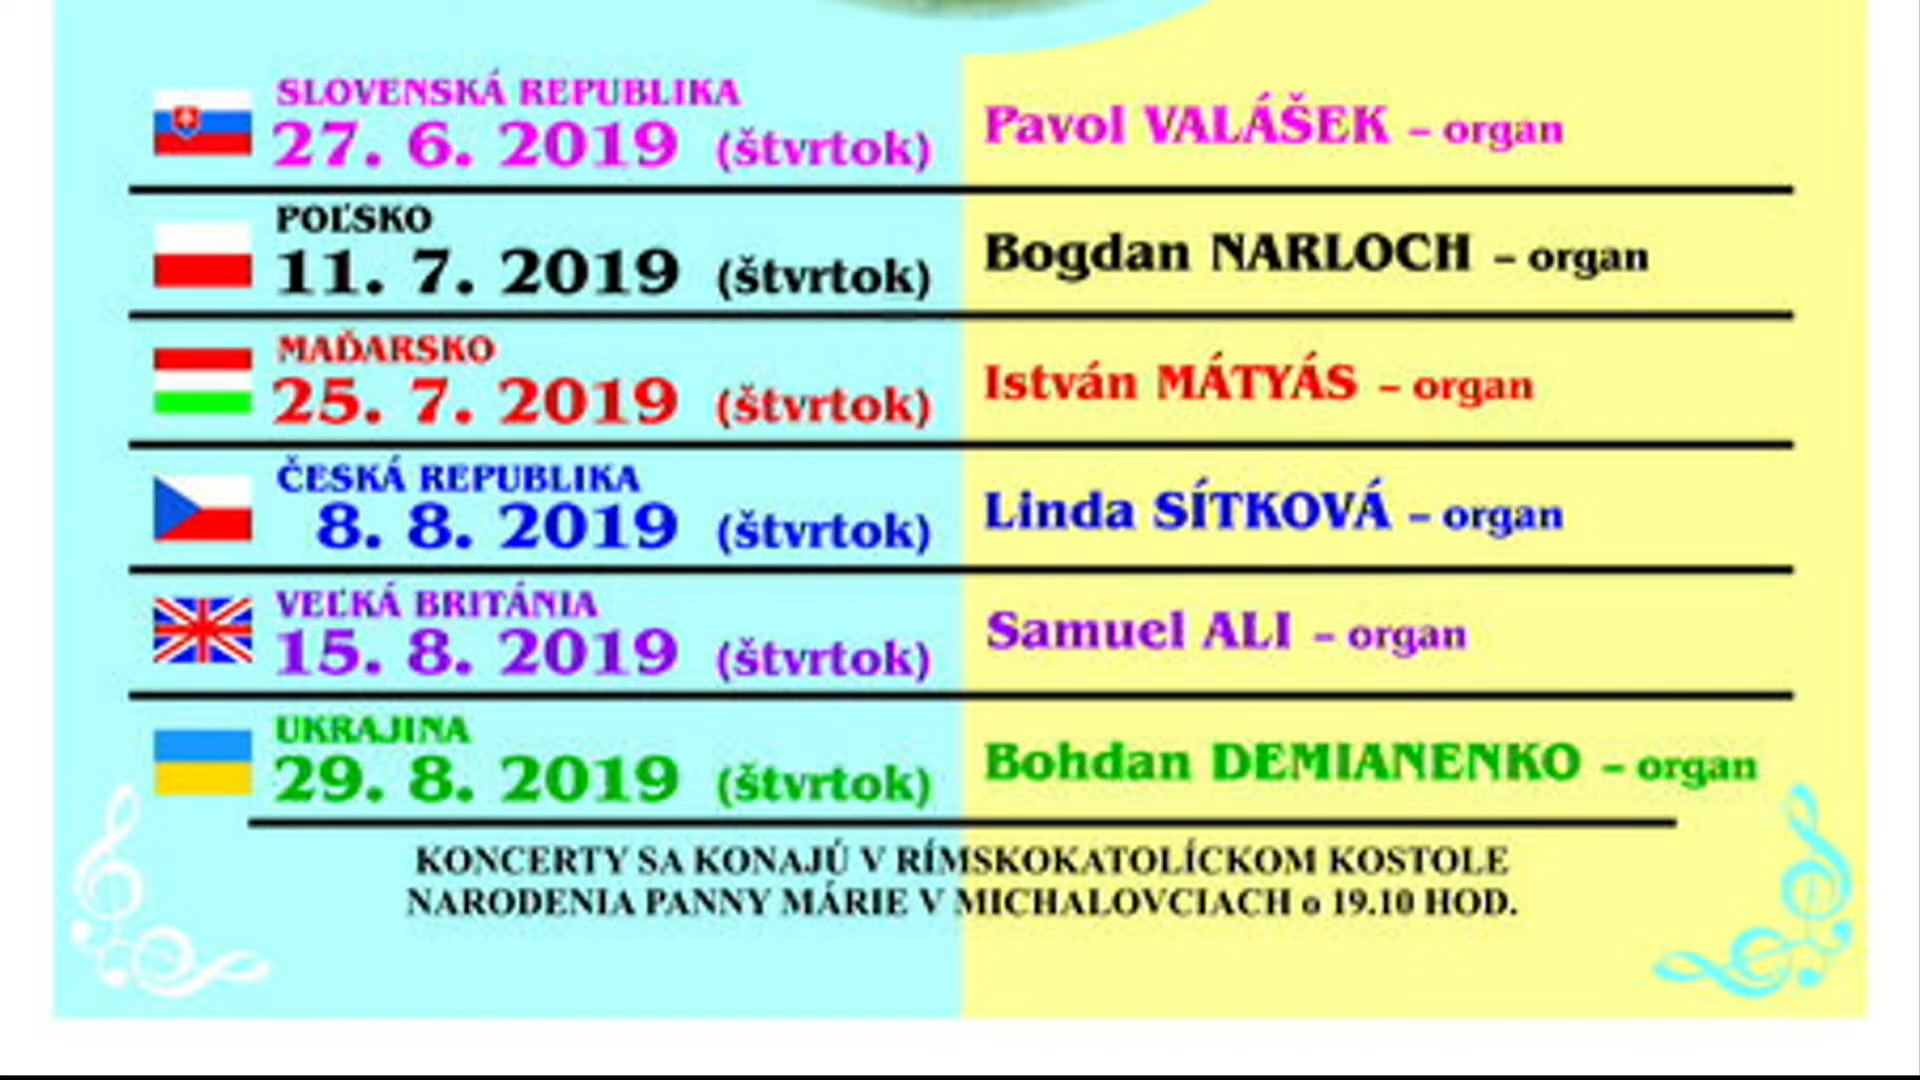 SLOVENSKÁ REPUBLIKA
27. 6. 2019 (štvrtok)
Pavol VALÁŠEK – organ
POĽSKO
11. 7. 2019 (štvrtok)
Bogdan NARLOCH – organ
MAĎARSKO
25. 7. 2019 (štvrtok)
István MÁTYÁS – organ
ČESKÁ REPUBLIKA
8. 8. 2019 (štvrtok)
Linda SÍTKOVÁ – organ
VEĽKÁ BRITÁNIA
15. 8. 2019 (štvrtok)
Samuel ALI – organ
UKRAJINA
29. 8. 2019 (štvrtok)
Bohdan DEMIANENKO – organ
KONCERTY SA KONAJÚ V RÍMSKOKATOLÍCKOM KOSTOLE
NARODENIA PANNY MÁRIE V MICHALOVCIACH o 19.10 HOD.